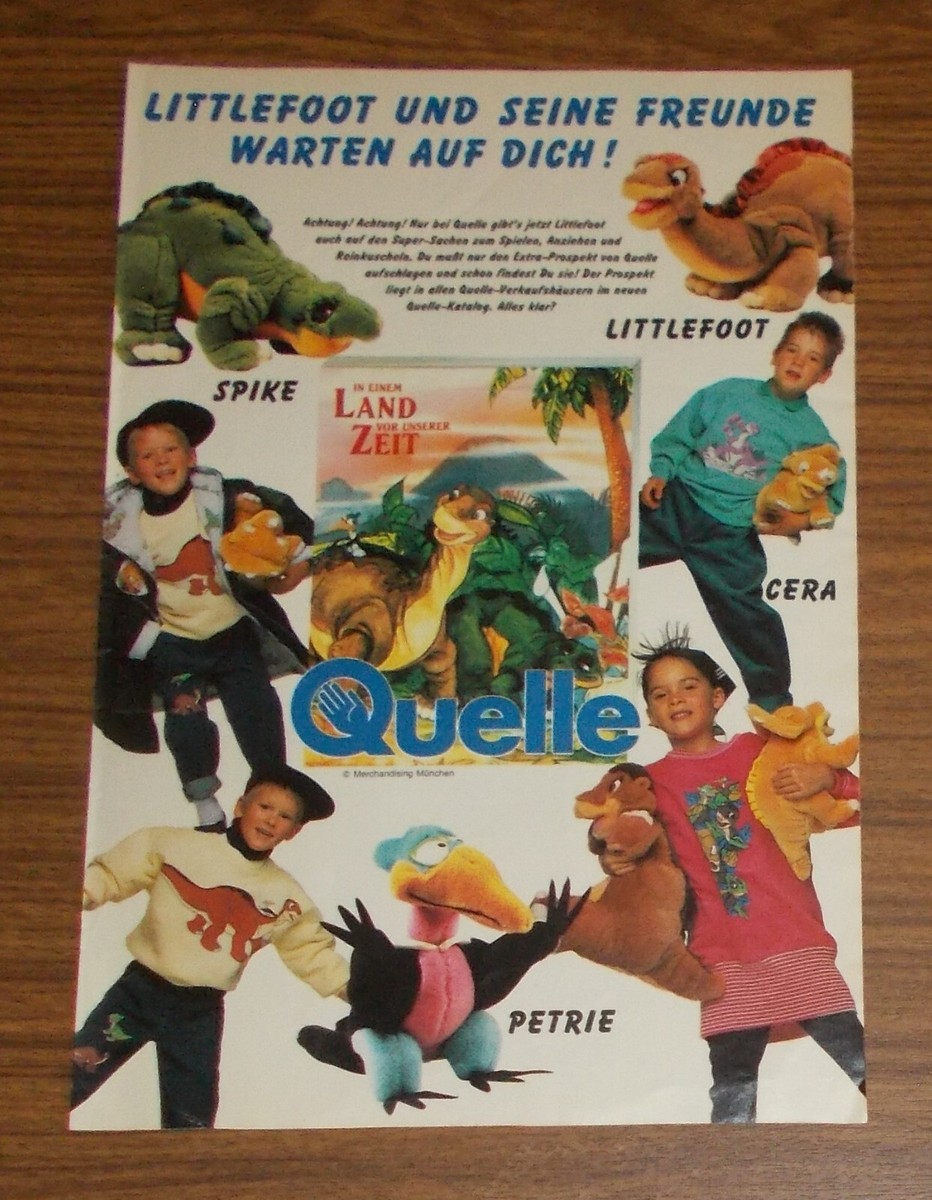 LITTLEFOOT UND SEINE FREUNDE
WARTEN AUF DICH!
Achtung! Achtung! Nur bei Quelle gibt's jetzt Littlefoot
auch auf den Super-Sachen zum Spielen, Anziehen und
Reinkuscheln. Du mußt nur den Extra-Prospekt von Quelle
aufschlagen und schon findest Du sie! Der Prospekt
liegt in allen Quelle-Verkaufshäusern im neuen
Quelle-Katalog. Alles klar?
LITTLEFOOT
SPIKE
IN EINEM
LAND
VOR UNSERER
ZEIT
CERA
Quelle
© Merchandising München
PETRIE